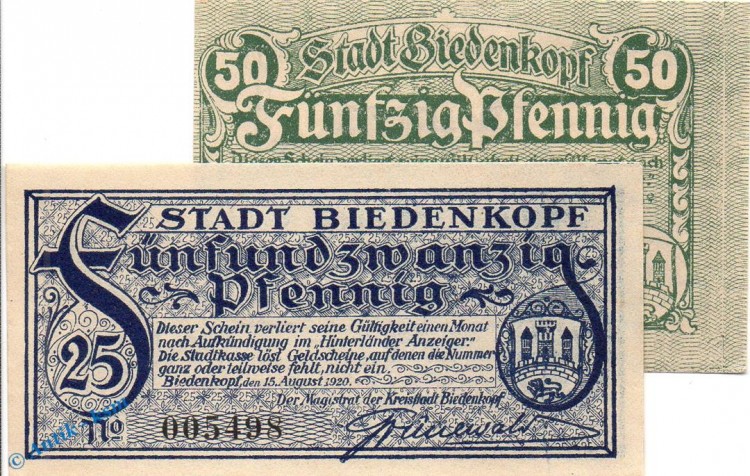 50 Stadt Biedenkopf 50
Fünfzig Pfennig
STADT BIEDENKOPF
Fünfundzwanzig
Pfennig
25
Dieser Schein verliert seine Gültigkeit einen Monat
nach Aufkündigung im „Hinterländer Anzeiger."
Die Stadtkasse löst Geldscheine, auf denen die Nummer
ganz oder teilweise fehlt, nicht ein.
Biedenkopf, den 15. August 1920.
Der Magistrat der Kreisstadt Biedenkopf.
No 005498
Grünewald